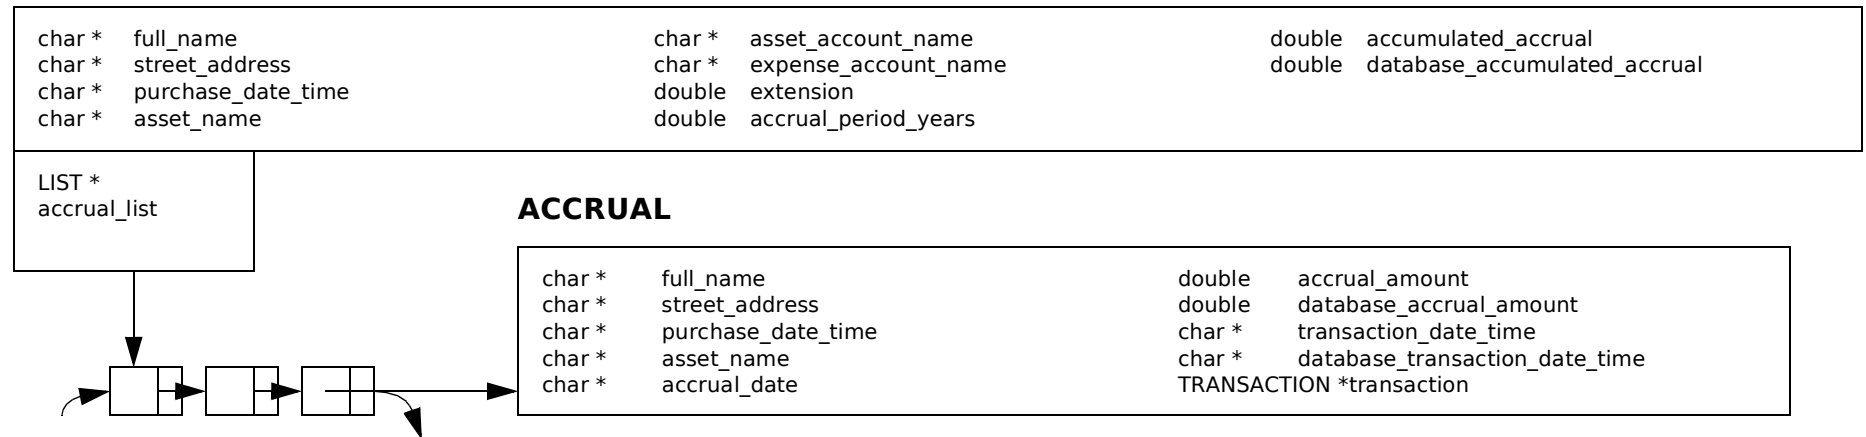 char * full_name
char * street_address
char * purchase_date_time
char * asset_name
char * asset_account_name
char * expense_account_name
double extension
double accrual_period_years
double accumulated_accrual
double database_accumulated_accrual
LIST *
accrual_list
ACCRUAL
char * full_name
char * street_address
char * purchase_date_time
char * asset_name
char * accrual_date
double accrual_amount
double database_accrual_amount
char * transaction_date_time
char * database_transaction_date_time
TRANSACTION *transaction